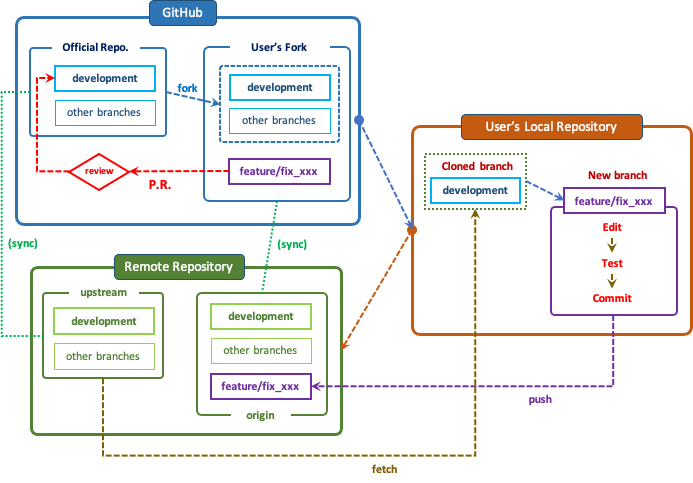 GitHub
Official Repo.
development
other branches
fork
User's Fork
development
other branches
review
P.R.
feature/fix_xxx
User's Local Repository
Cloned branch
development
New branch
feature/fix_xxx
Edit
Test
Commit
(sync)
(sync)
Remote Repository
upstream
development
other branches
development
other branches
feature/fix_xxx
origin
push
fetch